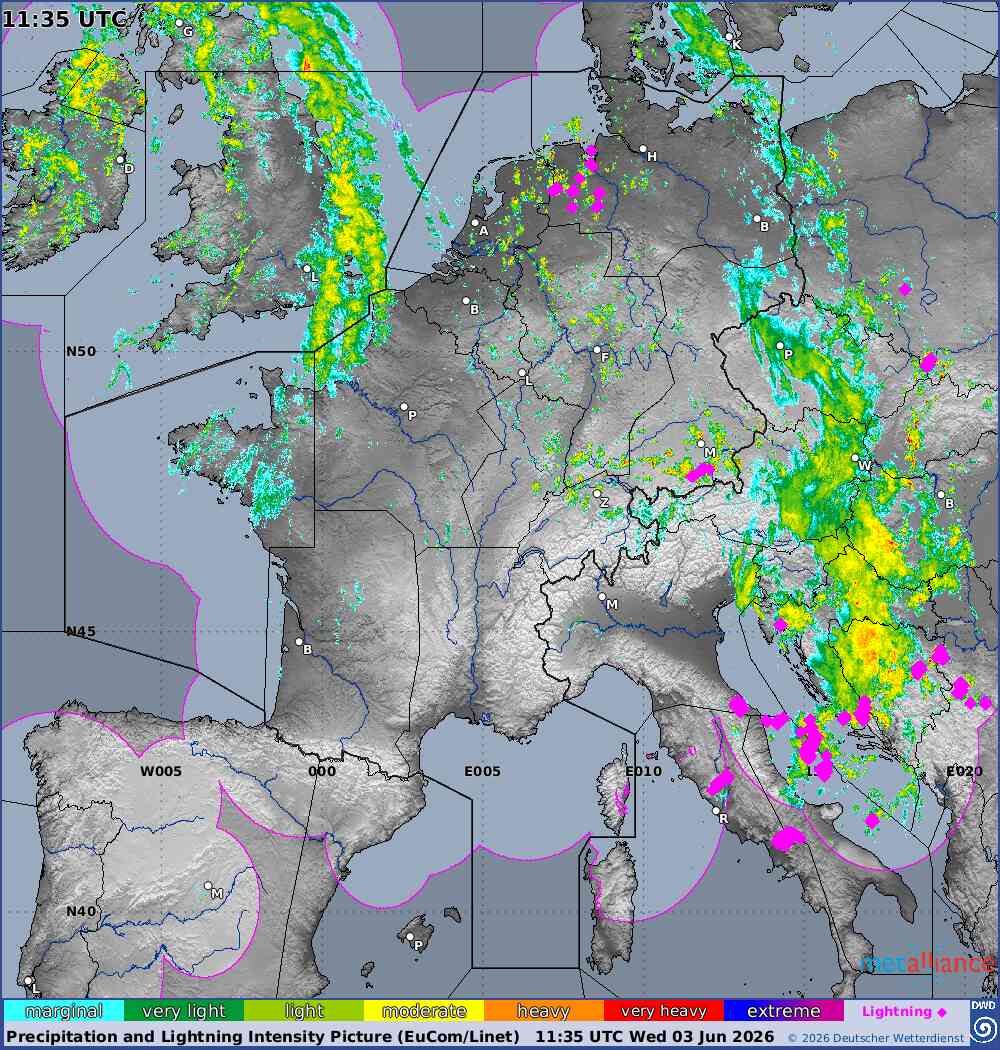 11:35 UTC
G
K
D
H
A
B
L
B
N50
P
F
L
P
M
W
Z
B
M
N45
B
W005
000
E005
E010
E020
R
M
N40
P
L
metalliance
marginal
very light
light
moderate
heavy
very heavy
extreme
Lightning
DWD
Precipitation and Lightning Intensity Picture (EuCom/Linet) 11:35 UTC Wed 03 Jun 2026 © 2026 Deutscher Wetterdienst